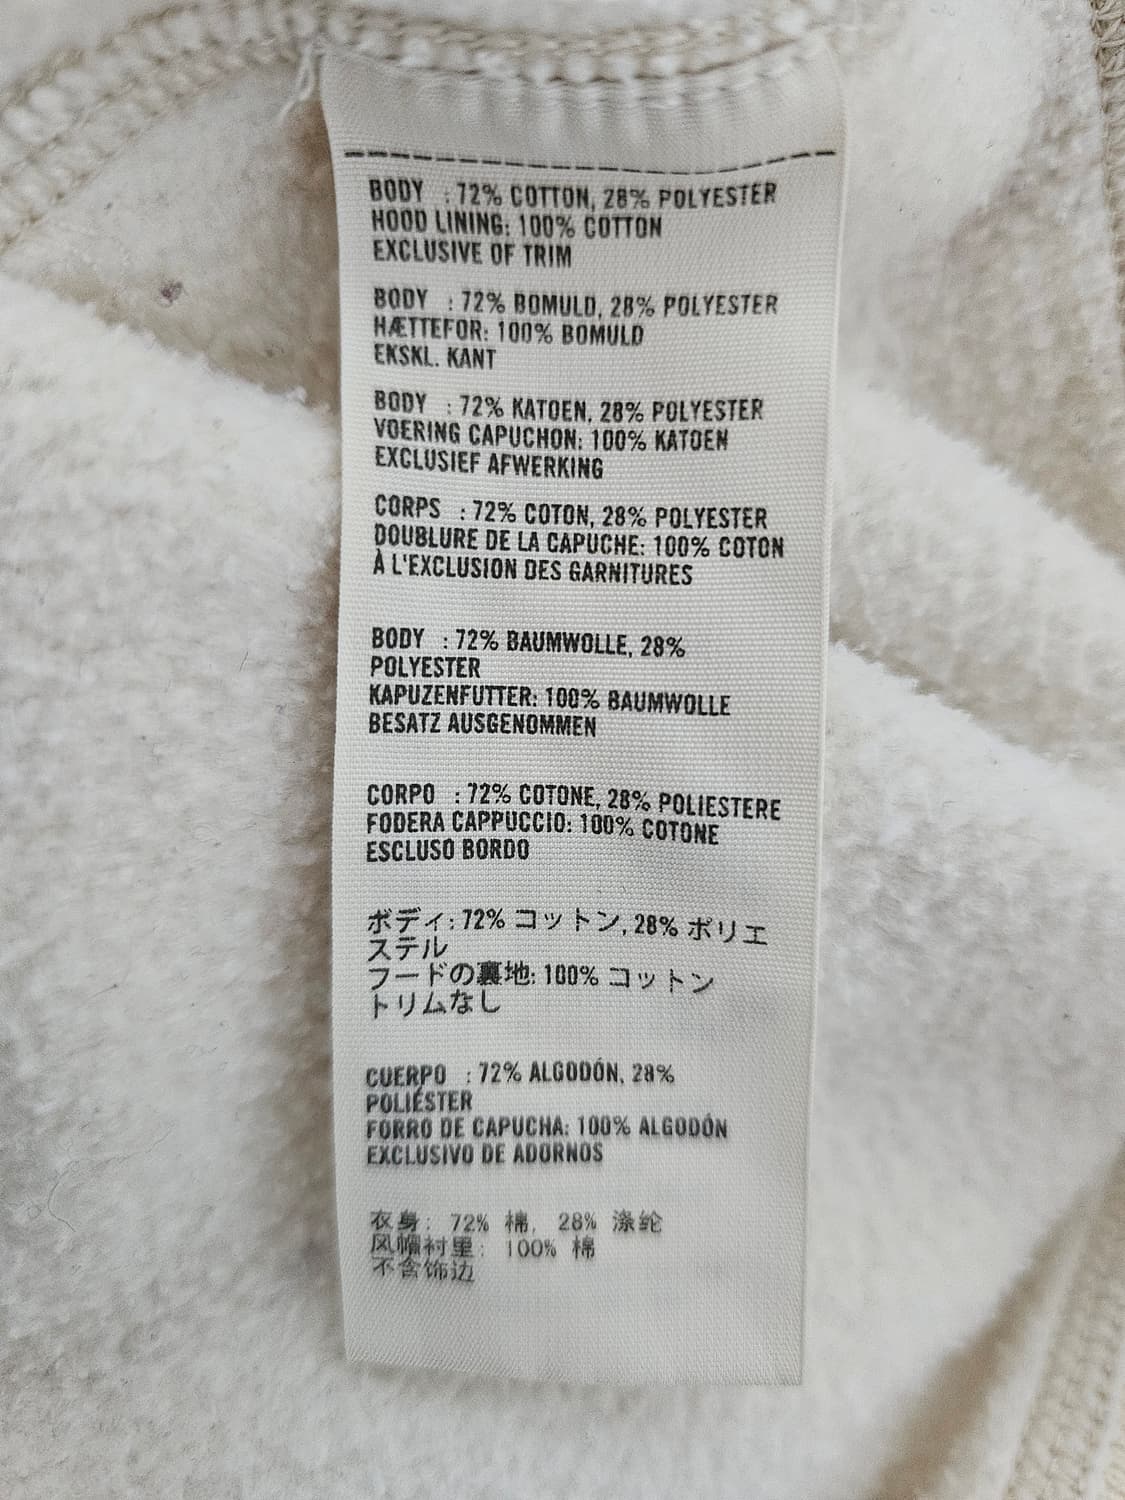 BODY : 72% COTTON, 28% POLYESTER
HOOD LINING: 100% COTTON
EXCLUSIVE OF TRIM
BODY : 72% BOMULD, 28% POLYESTER
HÆTTEFOR: 100% BOMULD
EKSKL. KANT
BODY : 72% KATOEN, 28% POLYESTER
VOERING CAPUCHON: 100% KATOEN
EXCLUSIEF AFWERKING
CORPS : 72% COTON, 28% POLYESTER
DOUBLURE DE LA CAPUCHE: 100% COTON
À L'EXCLUSION DES GARNITURES
BODY : 72% BAUMWOLLE, 28%
POLYESTER
KAPUZENFUTTER: 100% BAUMWOLLE
BESATZ AUSGENOMMEN
CORPO : 72% COTONE, 28% POLIESTERE
FODERA CAPPUCCIO: 100% COTONE
ESCLUSO BORDO
ボディ: 72% コットン, 28% ポリエ
ステル
フードの裏地: 100% コットン
トリムなし
CUERPO : 72% ALGODÓN, 28%
POLIÉSTER
FORRO DE CAPUCHA: 100% ALGODÓN
EXCLUSIVO DE ADORNOS
衣身: 72% 棉, 28% 涤纶
风帽衬里: 100% 棉
不含饰边